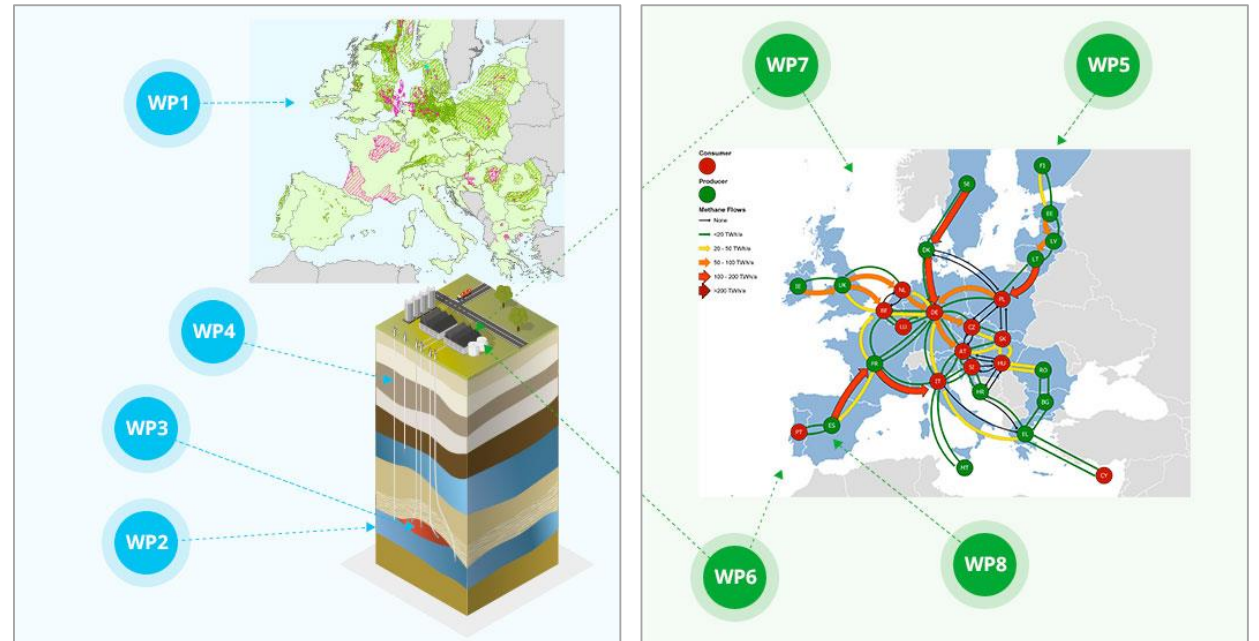 WP1
WP4
WP3
WP2
WP7
WP5
Consumer
Producer
Methane Flows
None
<20 TWh/a
20 - 50 TWh/a
50 - 100 TWh/a
100 - 200 TWh/a
>200 TWh/a
FI
SE
EE
LV
DK
LT
IE
UK
NL
PL
BE
DE
LU
CZ
SK
AT
FR
HU
SI
RO
IT
HR
BG
PT
ES
EL
MT
CY
WP6
WP8